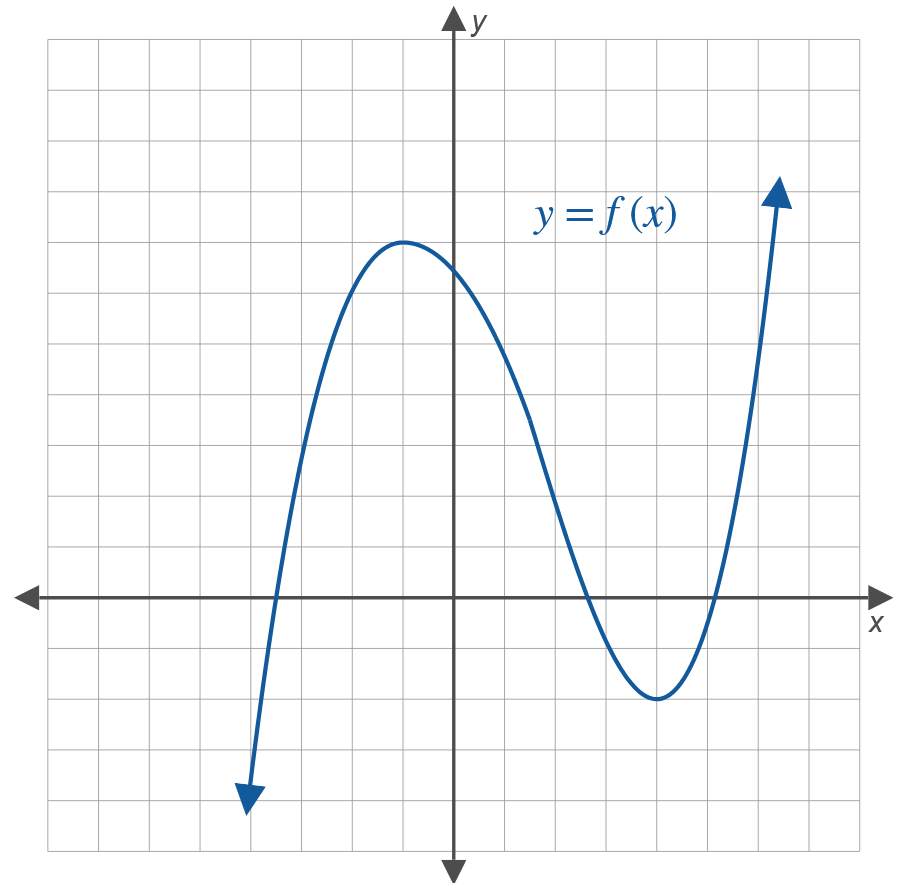 y
y = f (x)
x